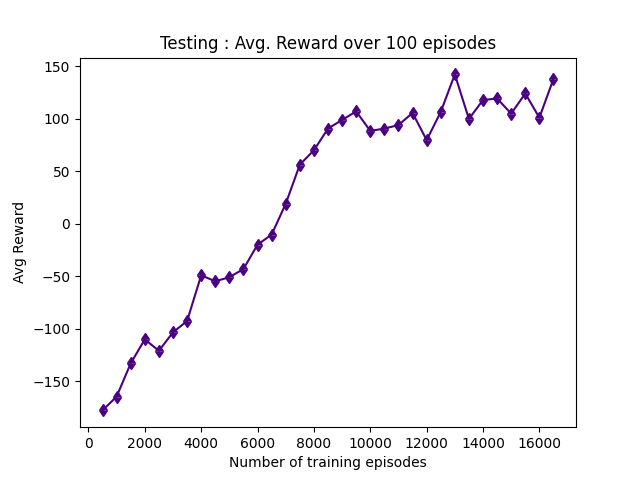 Testing : Avg. Reward over 100 episodes
150
100
50
0
−50
−100
−150
Avg Reward
0 2000 4000 6000 8000 10000 12000 14000 16000
Number of training episodes